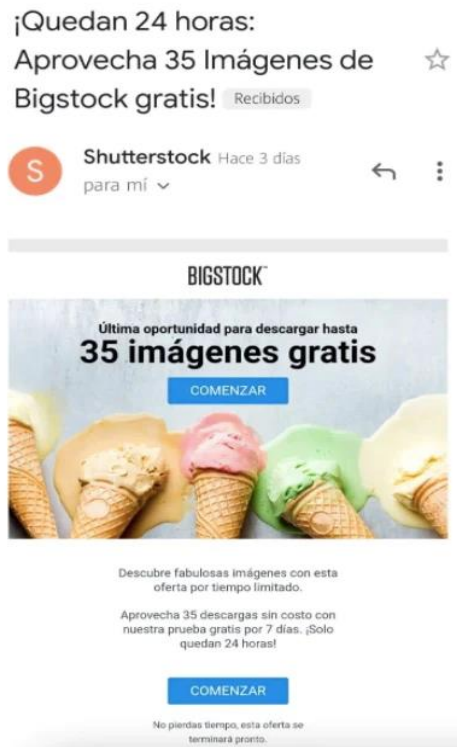 ¡Quedan 24 horas:
Aprovecha 35 Imágenes de
Bigstock gratis! Recibidos
S
Shutterstock Hace 3 días
para mí
BIGSTOCK
Última oportunidad para descargar hasta
35 imágenes gratis
COMENZAR
Descubre fabulosas imágenes con esta
oferta por tiempo limitado.
Aprovecha 35 descargas sin costo con
nuestra prueba gratis por 7 días. ¡Solo
quedan 24 horas!
COMENZAR
No pierdas tiempo, esta oferta se
terminará pronto.